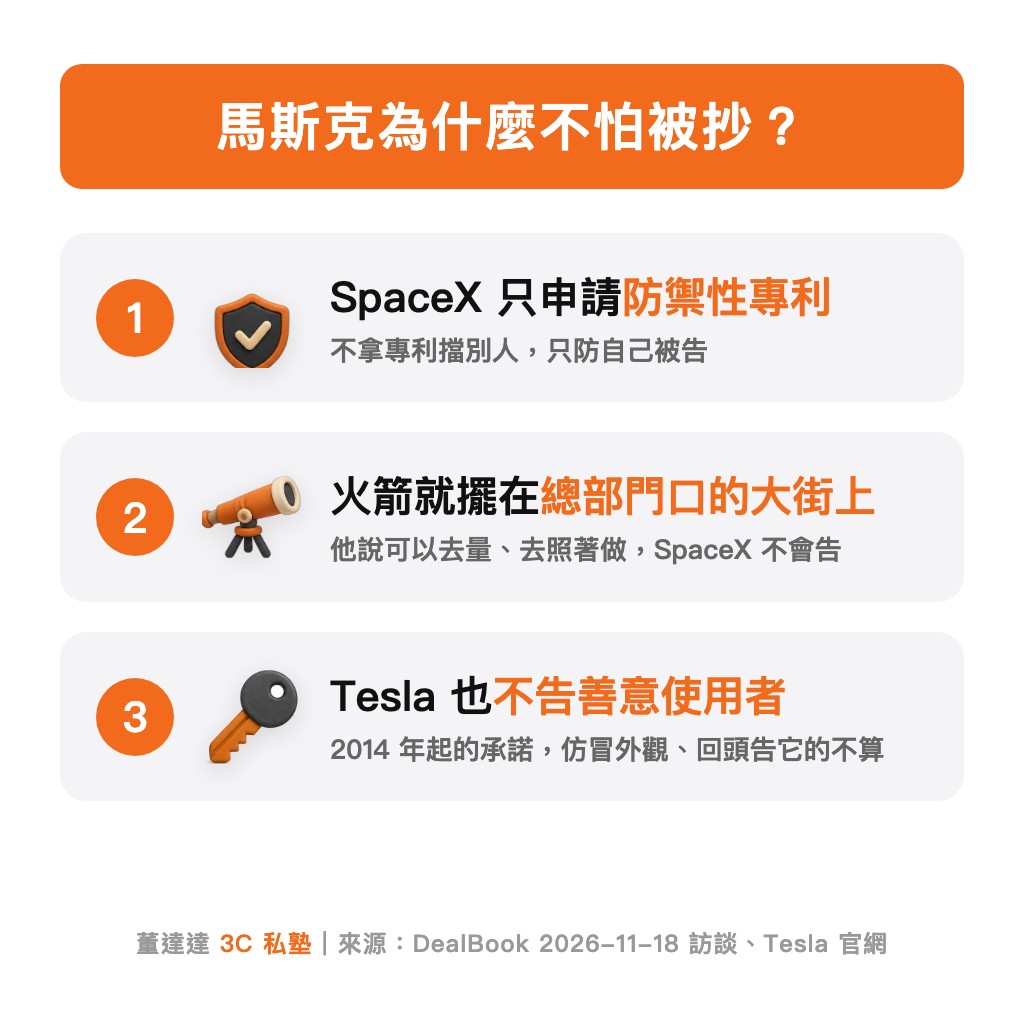 馬斯克為什麼不怕被抄？
1
SpaceX 只申請防禦性專利
不拿專利擋別人，只防自己被告
2
火箭就擺在總部門口的大街上
他說可以去量、去照著做，SpaceX 不會告
3
Tesla 也不告善意使用者
2014 年起的承諾，仿冒外觀、回頭告它的不算
董達達 3C 私塾｜來源：DealBook 2026-11-18 訪談、Tesla 官網